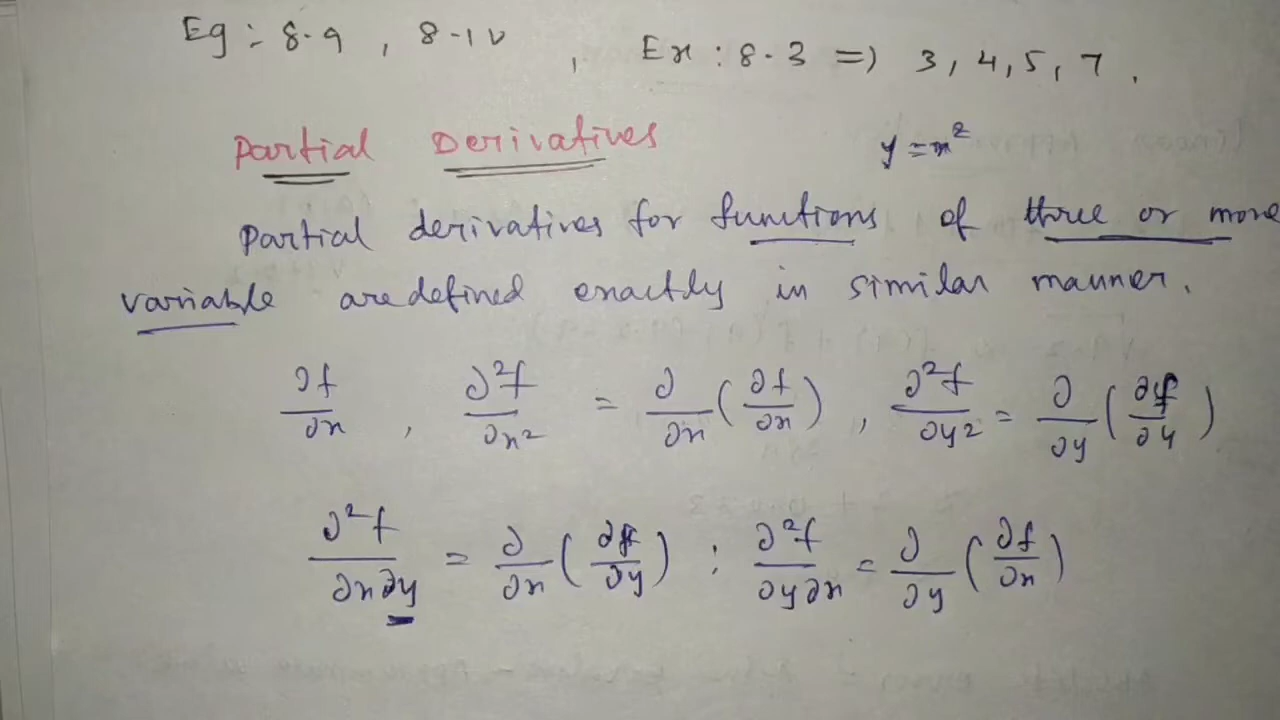 Eg :- 8.9 , 8.10 , Ex : 8.3 => 3, 4, 5, 7 .
Partial Derivatives y = x²
Partial derivatives for functions of three or more
variable are defined exactly in similar manner.
∂f/∂x , ∂²f/∂x² = ∂/∂x (∂f/∂x) , ∂²f/∂y² = ∂/∂y (∂f/∂y)
∂²f/∂x∂y = ∂/∂x (∂f/∂y) ; ∂²f/∂y∂x = ∂/∂y (∂f/∂x)